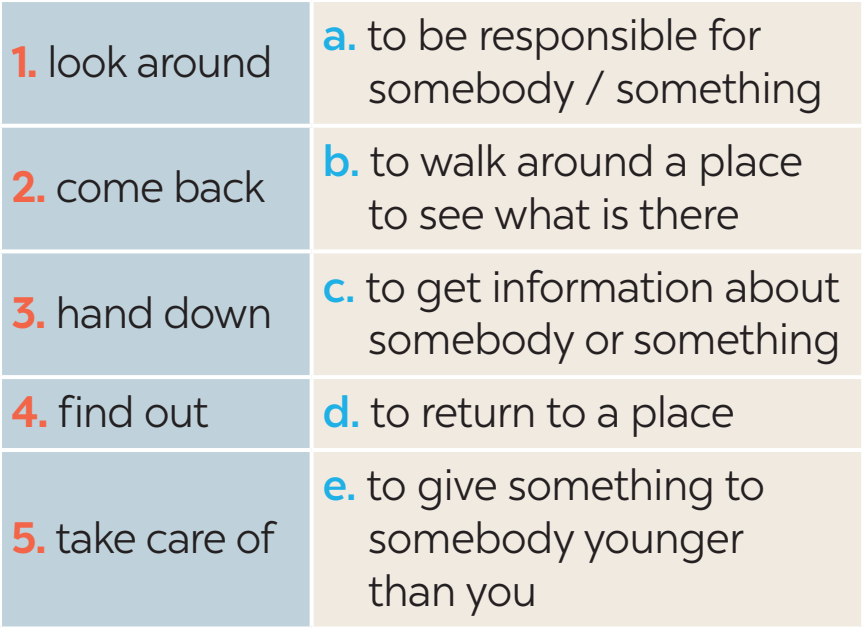 1. look around
a. to be responsible for
somebody / something
2. come back
b. to walk around a place
to see what is there
3. hand down
c. to get information about
somebody or something
4. find out
d. to return to a place
5. take care of
e. to give something to
somebody younger
than you